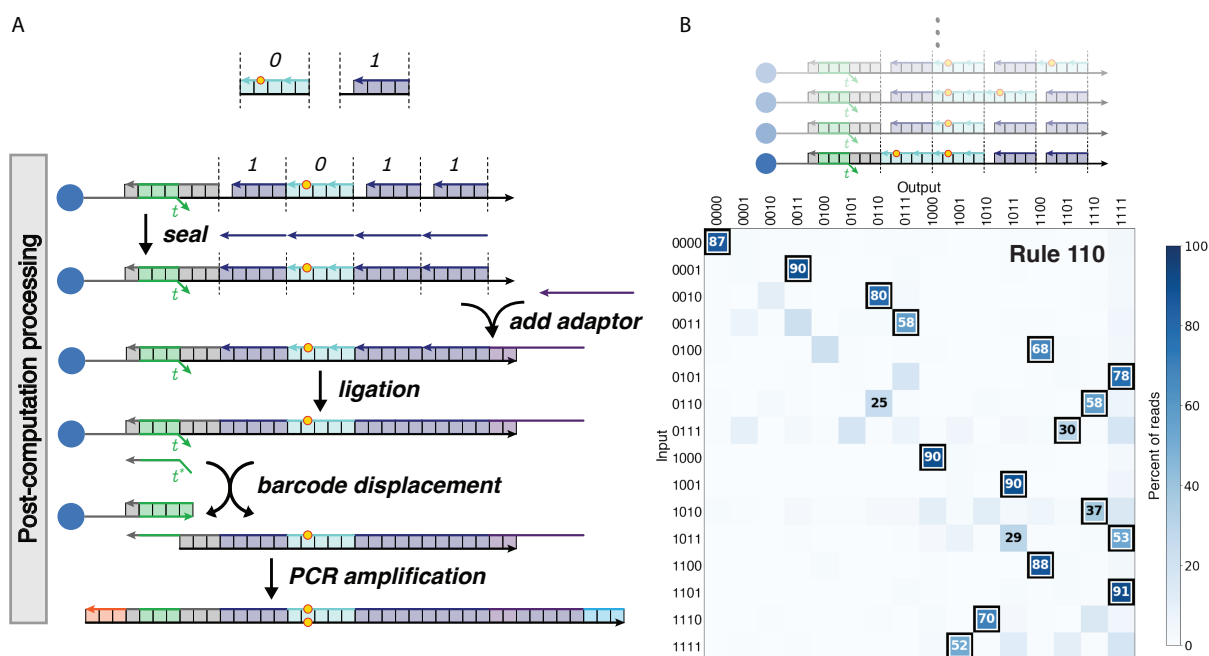 A
0 1
1 0 1 1
t
seal
t
add adaptor
t
ligation
t
t*
barcode displacement
PCR amplification
Post-computation processing
B
t
t
t
t
Output
0000 0001 0010 0011 0100 0101 0110 0111 1000 1001 1010 1011 1100 1101 1110 1111
Rule 110
Input
0000 87
0001 90
0010 80
0011 58
0100 68
0101 78
0110 25 58
0111 30
1000 90
1001 90
1010 37
1011 29 53
1100 88
1101 91
1110 70
1111 52
100
80
60
40
20
0
Percent of reads